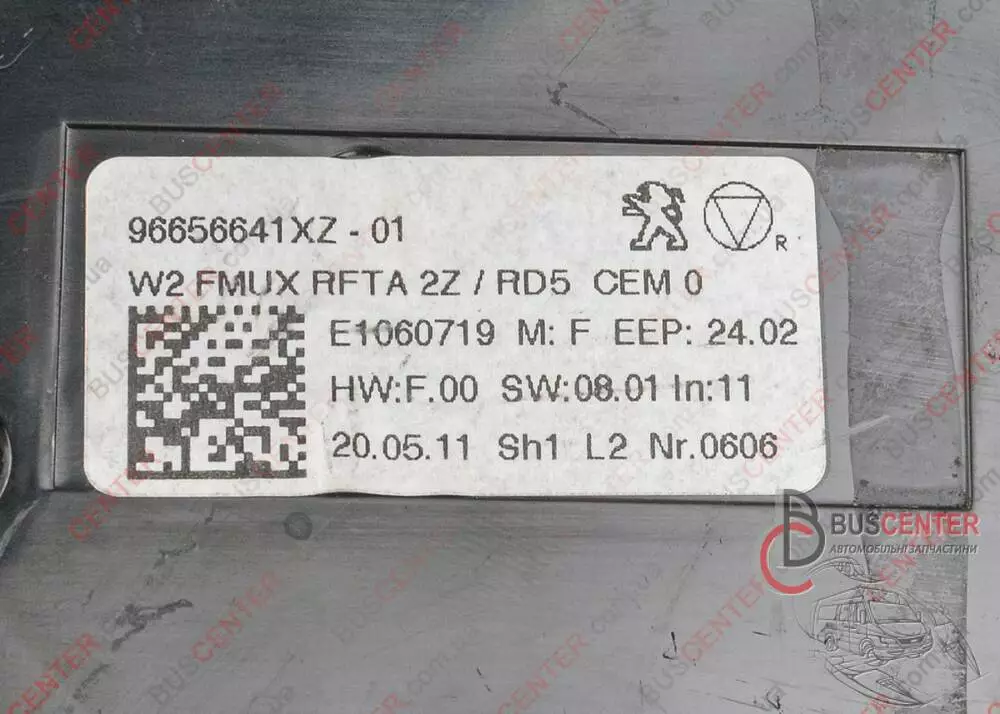 96656641XZ - 01
R
W2 FMUX RFTA 2Z / RD5 CEM 0
E1060719 M: F EEP: 24.02
HW:F.00 SW:08.01 In:11
20.05.11 Sh1 L2 Nr.0606
BUSCENTER
АВТОМОБІЛЬНІ ЗАПЧАСТИНИ